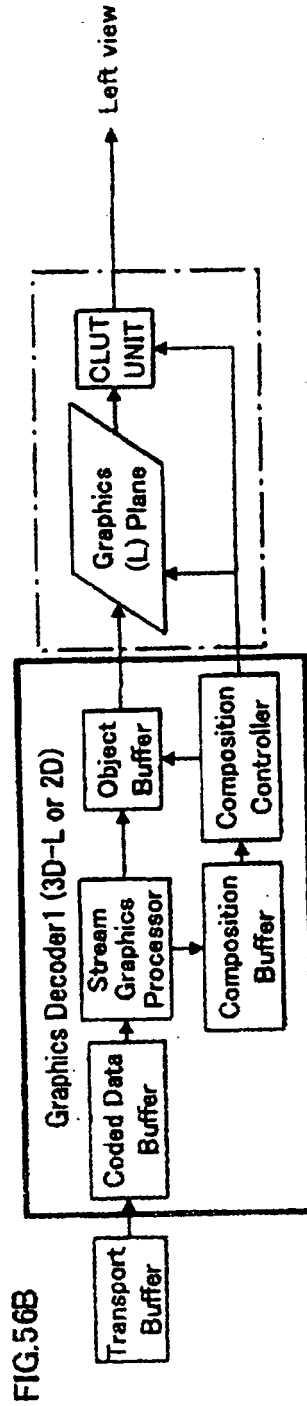 FIG.56B
Graphics Decoder1 (3D-L or 2D)
Transport
Buffer
Coded Data
Buffer
Stream
Graphics
Processor
Object
Buffer
Composition
Buffer
Composition
Controller
Graphics
(L) Plane
CLUT
UNIT
Left view